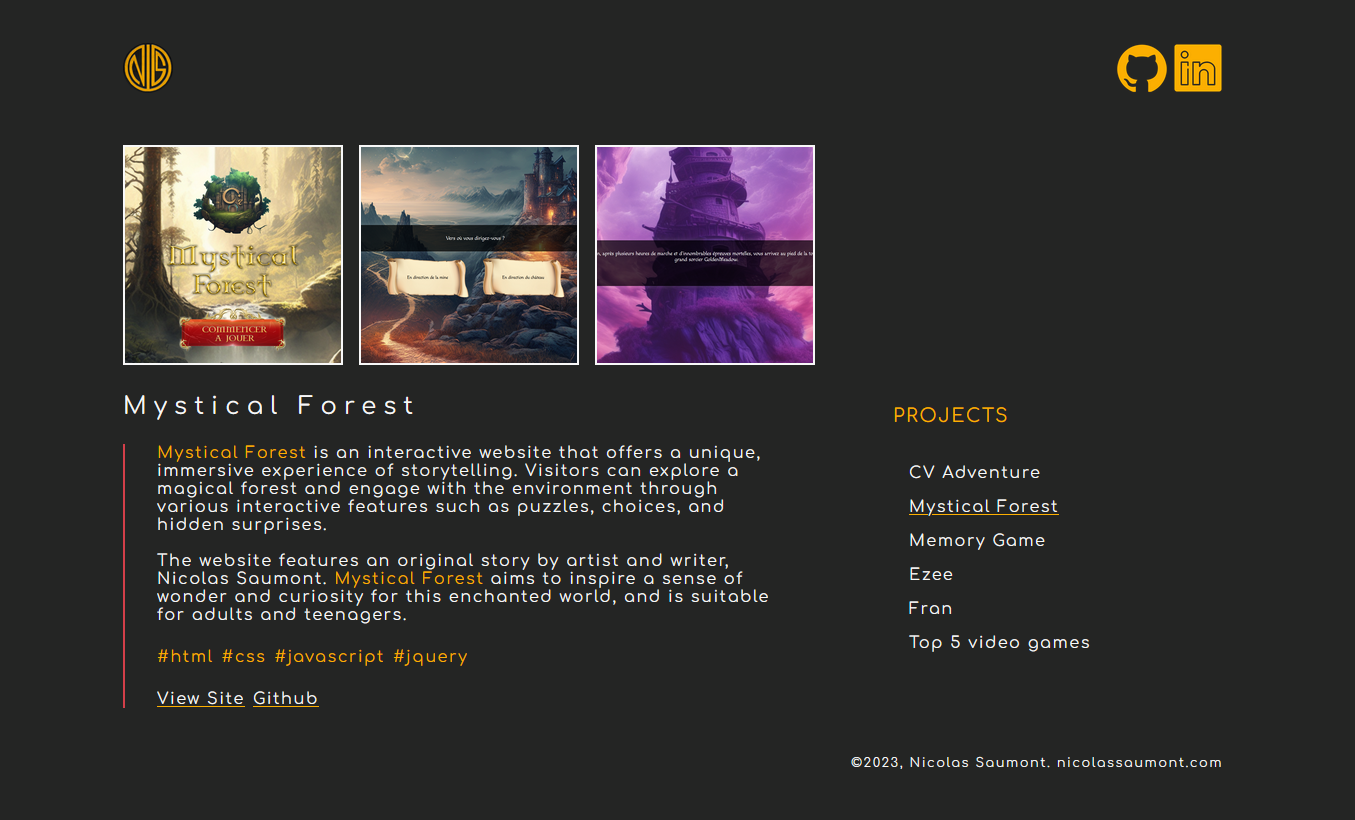 NLS
in
Mystical
Forest
COMMENCER
A JOUER
Vers où vous dirigez-vous ?
En direction de la mine
En direction du château
après plusieurs heures de marche et d'innombrables épreuves mortelles, vous arrivez au pied de la
grand sorcier
Mystical Forest
Mystical Forest is an interactive website that offers a unique,
immersive experience of storytelling. Visitors can explore a
magical forest and engage with the environment through
various interactive features such as puzzles, choices, and
hidden surprises.
The website features an original story by artist and writer,
Nicolas Saumont. Mystical Forest aims to inspire a sense of
wonder and curiosity for this enchanted world, and is suitable
for adults and teenagers.
#html #css #javascript #jquery
View Site Github
PROJECTS
CV Adventure
Mystical Forest
Memory Game
Ezee
Fran
Top 5 video games
©2023, Nicolas Saumont. nicolassaumont.com